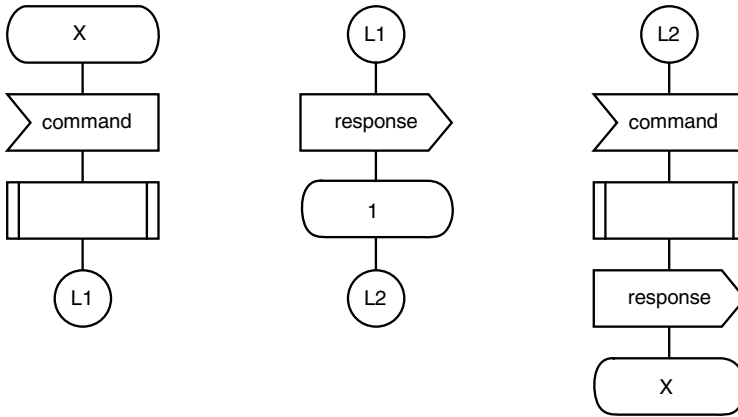 X
command
L1
L1
response
1
L2
L2
command
response
X